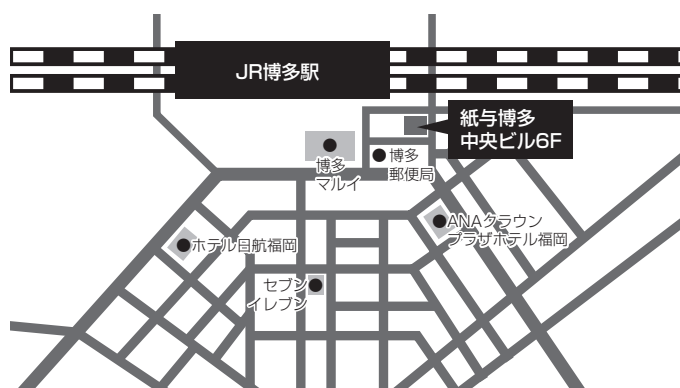 JR博多駅
紙与博多
中央ビル6F
博多
マルイ
博多
郵便局
ANAクラウン
プラザホテル福岡
ホテル日航福岡
セブン
イレブン